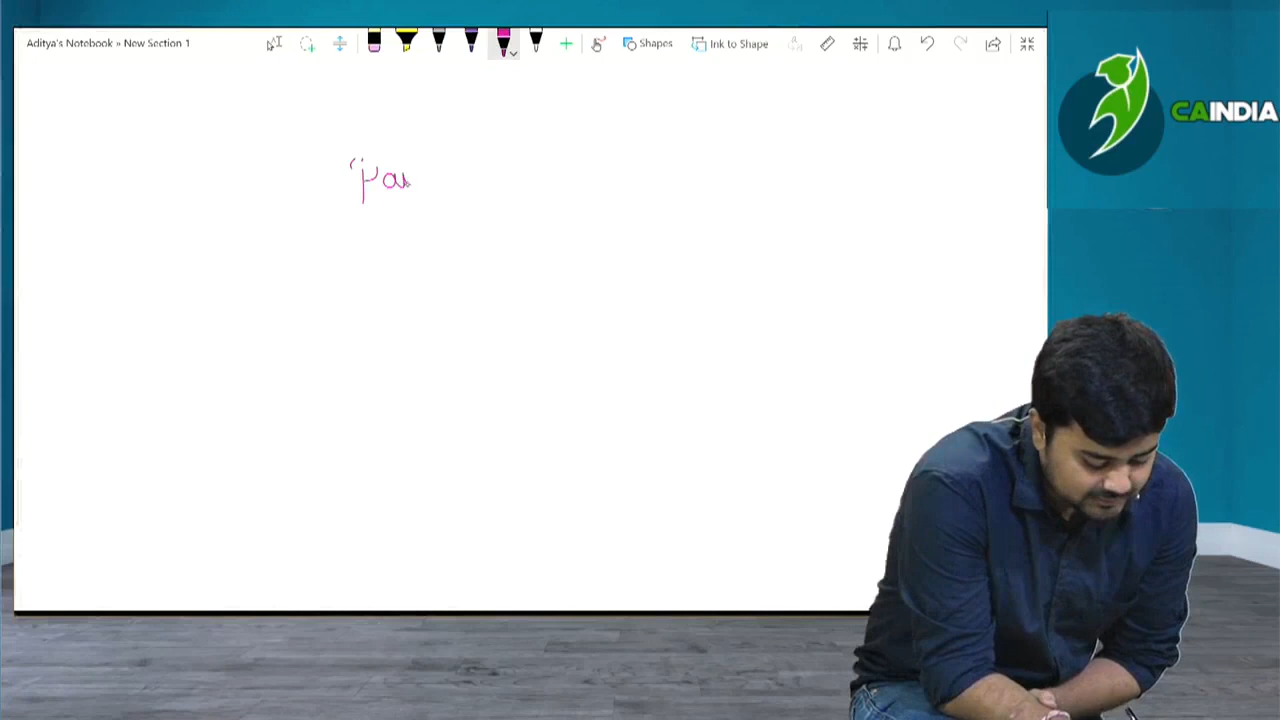 Aditya's Notebook » New Section 1
Shapes
Ink to Shape
CAINDIA
"Pa